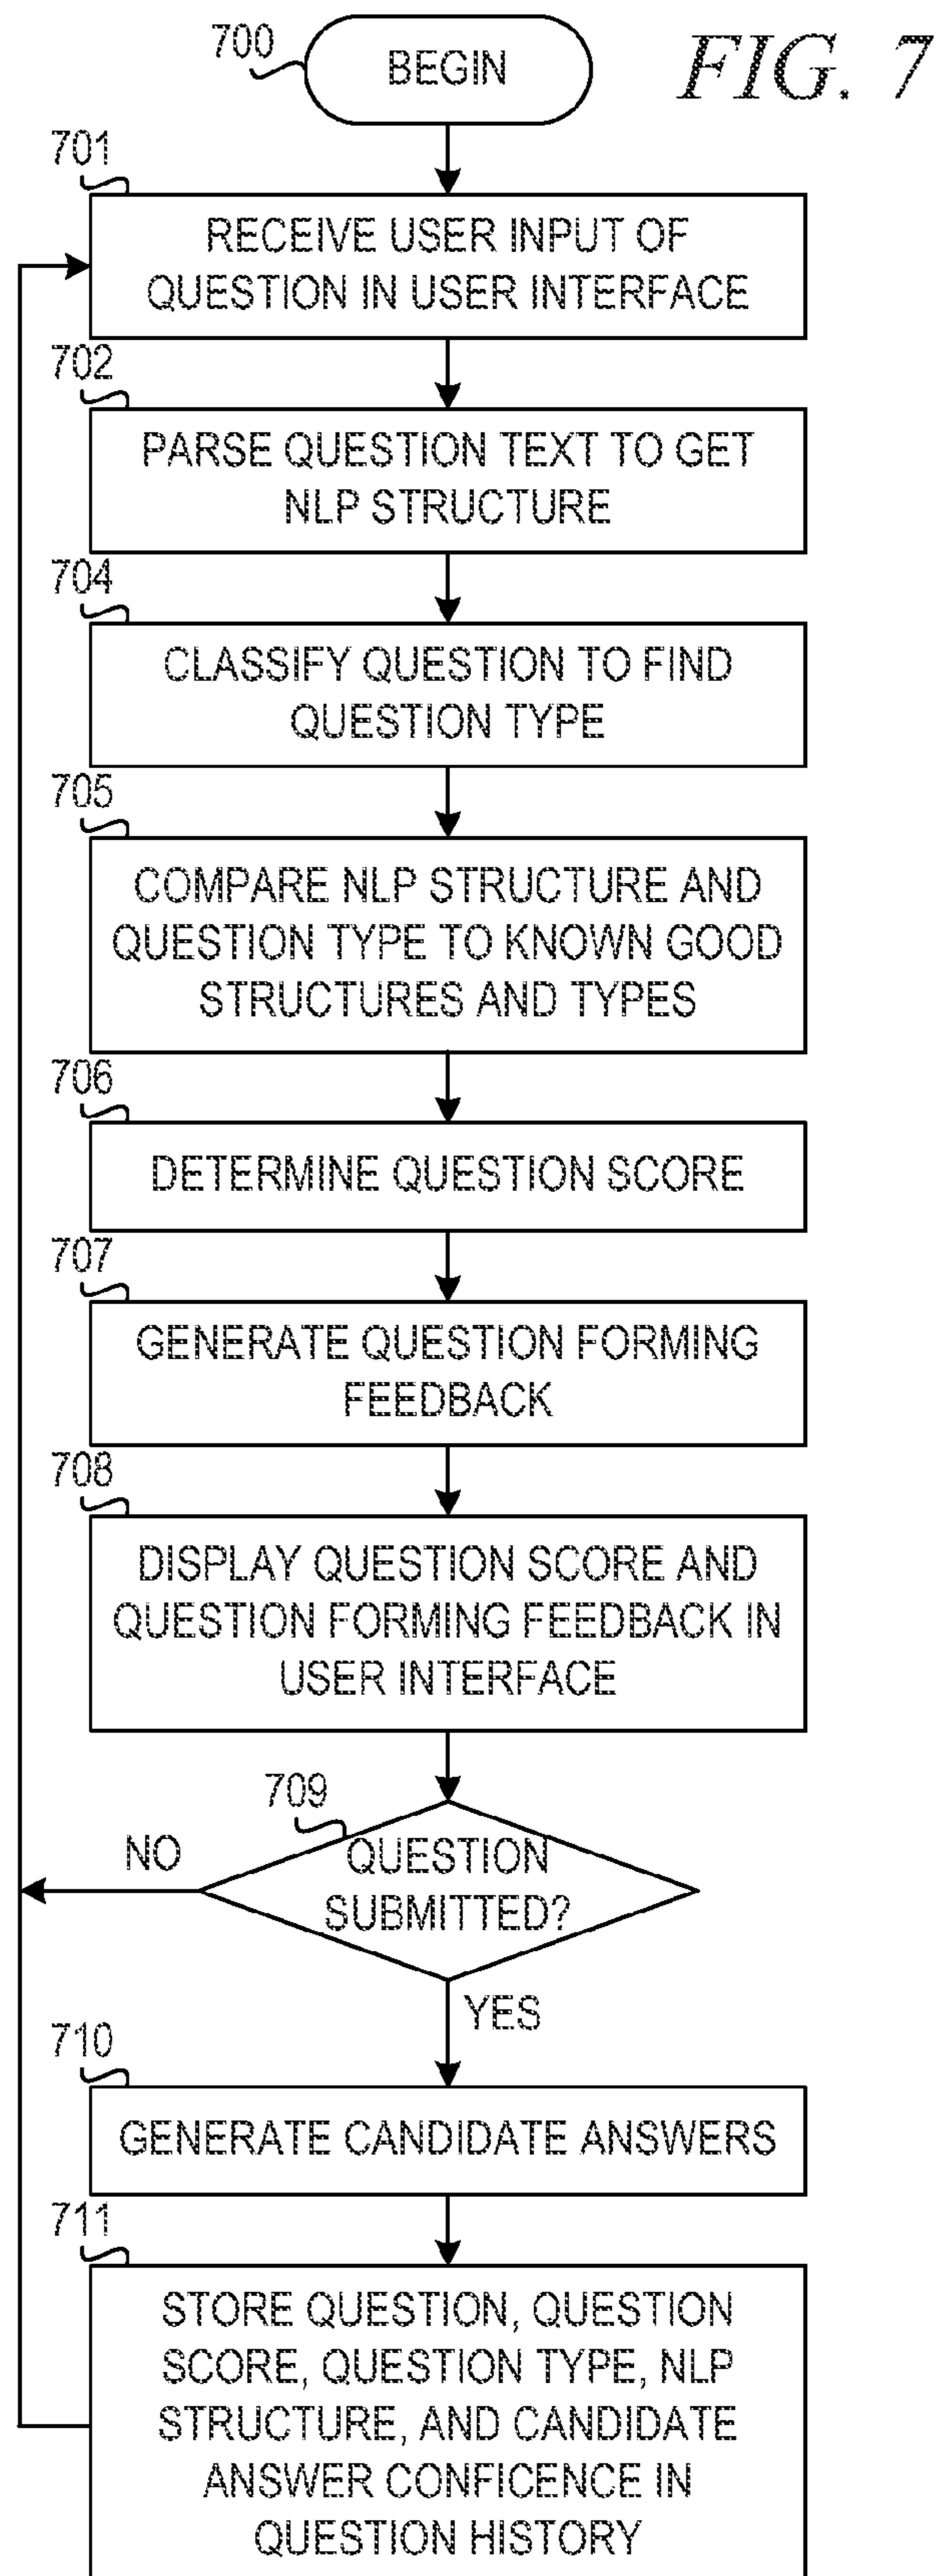 700
BEGIN
FIG. 7
701
RECEIVE USER INPUT OF
QUESTION IN USER INTERFACE
702
PARSE QUESTION TEXT TO GET
NLP STRUCTURE
704
CLASSIFY QUESTION TO FIND
QUESTION TYPE
705
COMPARE NLP STRUCTURE AND
QUESTION TYPE TO KNOWN GOOD
STRUCTURES AND TYPES
706
DETERMINE QUESTION SCORE
707
GENERATE QUESTION FORMING
FEEDBACK
708
DISPLAY QUESTION SCORE AND
QUESTION FORMING FEEDBACK IN
USER INTERFACE
709
NO
QUESTION
SUBMITTED?
YES
710
GENERATE CANDIDATE ANSWERS
711
STORE QUESTION, QUESTION
SCORE, QUESTION TYPE, NLP
STRUCTURE, AND CANDIDATE
ANSWER CONFICENCE IN
QUESTION HISTORY